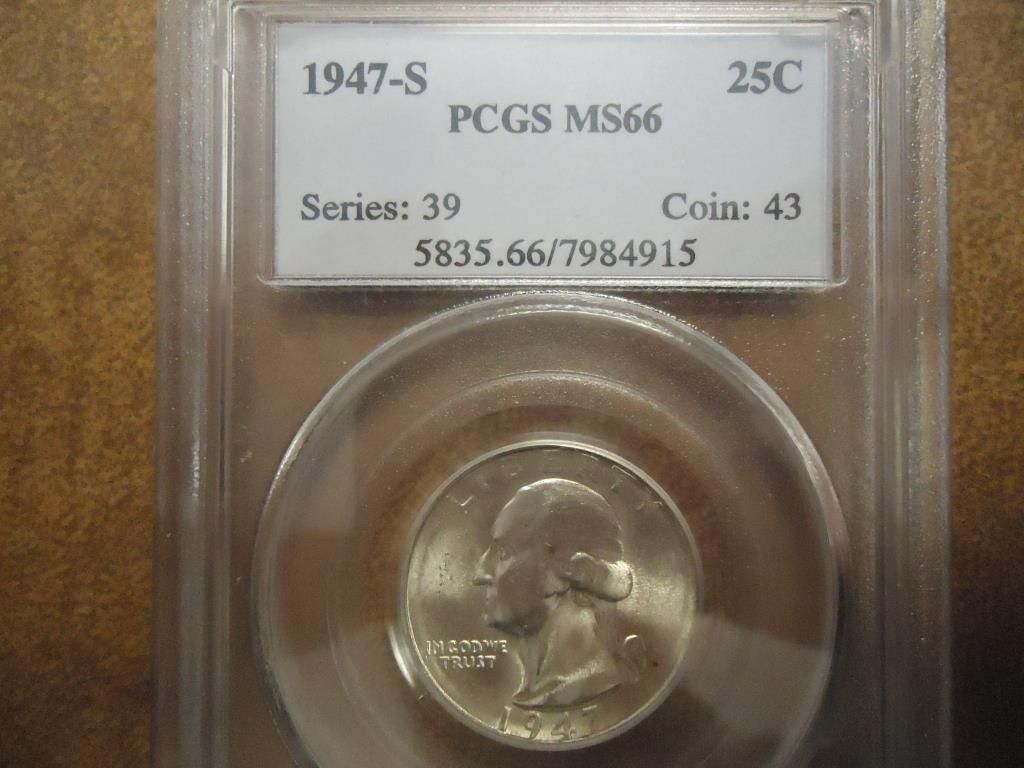 1947-S 25C
PCGS MS66
Series: 39 Coin: 43
5835.66/7984915
LIBERTY
IN GOD WE
TRUST
1947